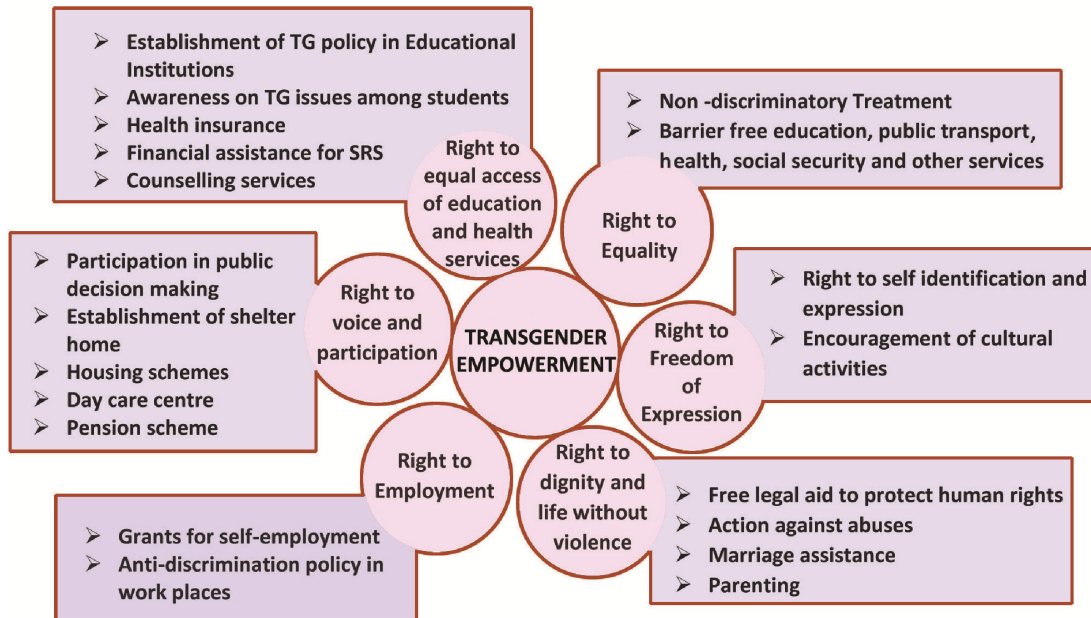 ➢ Establishment of TG policy in Educational
Institutions
➢ Awareness on TG issues among students
➢ Health insurance
➢ Financial assistance for SRS
➢ Counselling services
Right to
equal access
of education
and health
services
➢ Non -discriminatory Treatment
➢ Barrier free education, public transport,
health, social security and other services
Right to
Equality
➢ Participation in public
decision making
➢ Establishment of shelter
home
➢ Housing schemes
➢ Day care centre
➢ Pension scheme
Right to
voice and
participation
TRANSGENDER
EMPOWERMENT
Right to
Freedom
of
Expression
➢ Right to self identification and
expression
➢ Encouragement of cultural
activities
Right to
Employment
➢ Grants for self-employment
➢ Anti-discrimination policy in
work places
Right to
dignity and
life without
violence
➢ Free legal aid to protect human rights
➢ Action against abuses
➢ Marriage assistance
➢ Parenting